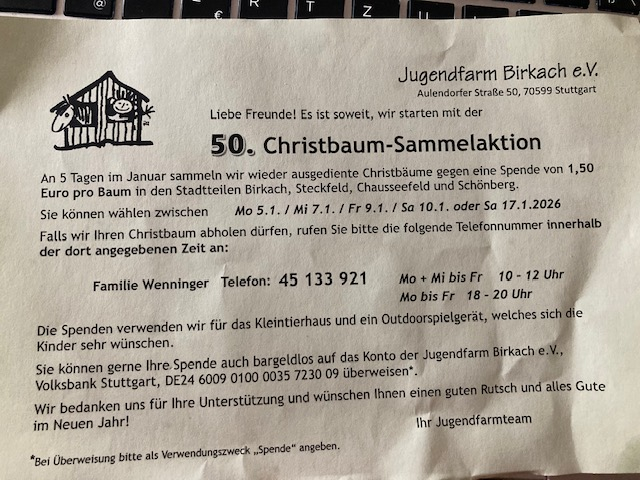 Jugendfarm Birkach e.V.
Aulendorfer Straße 50, 70599 Stuttgart
Liebe Freunde! Es ist soweit, wir starten mit der
50. Christbaum-Sammelaktion
An 5 Tagen im Januar sammeln wir wieder ausgediente Christbäume gegen eine Spende von 1,50
Euro pro Baum in den Stadtteilen Birkach, Steckfeld, Chausseefeld und Schönberg.
Sie können wählen zwischen Mo 5.1. / Mi 7.1. / Fr 9.1. / Sa 10.1. oder Sa 17.1.2026
Falls wir Ihren Christbaum abholen dürfen, rufen Sie bitte die folgende Telefonnummer innerhalb
der dort angegebenen Zeit an:
Familie Wenninger Telefon: 45 133 921 Mo + Mi bis Fr 10 - 12 Uhr
Mo bis Fr 18 - 20 Uhr
Die Spenden verwenden wir für das Kleintierhaus und ein Outdoorspielgerät, welches sich die
Kinder sehr wünschen.
Sie können gerne Ihre Spende auch bargeldlos auf das Konto der Jugendfarm Birkach e.V.,
Volksbank Stuttgart, DE24 6009 0100 0035 7230 09 überweisen*.
Wir bedanken uns für Ihre Unterstützung und wünschen Ihnen einen guten Rutsch und alles Gute
im Neuen Jahr!
Ihr Jugendfarmteam
*Bei Überweisung bitte als Verwendungszweck „Spende" angeben.